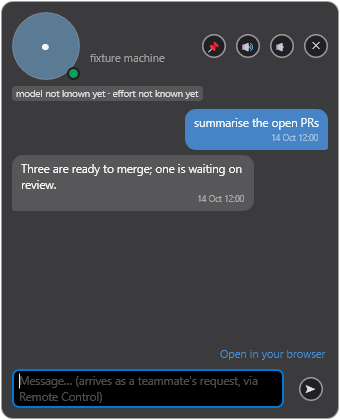 fixture machine
model not known yet · effort not known yet
summarise the open PRs
14 Oct 12:00
Three are ready to merge; one is waiting on
review.
14 Oct 12:00
Open in your browser
Message... (arrives as a teammate's request, via
Remote Control)